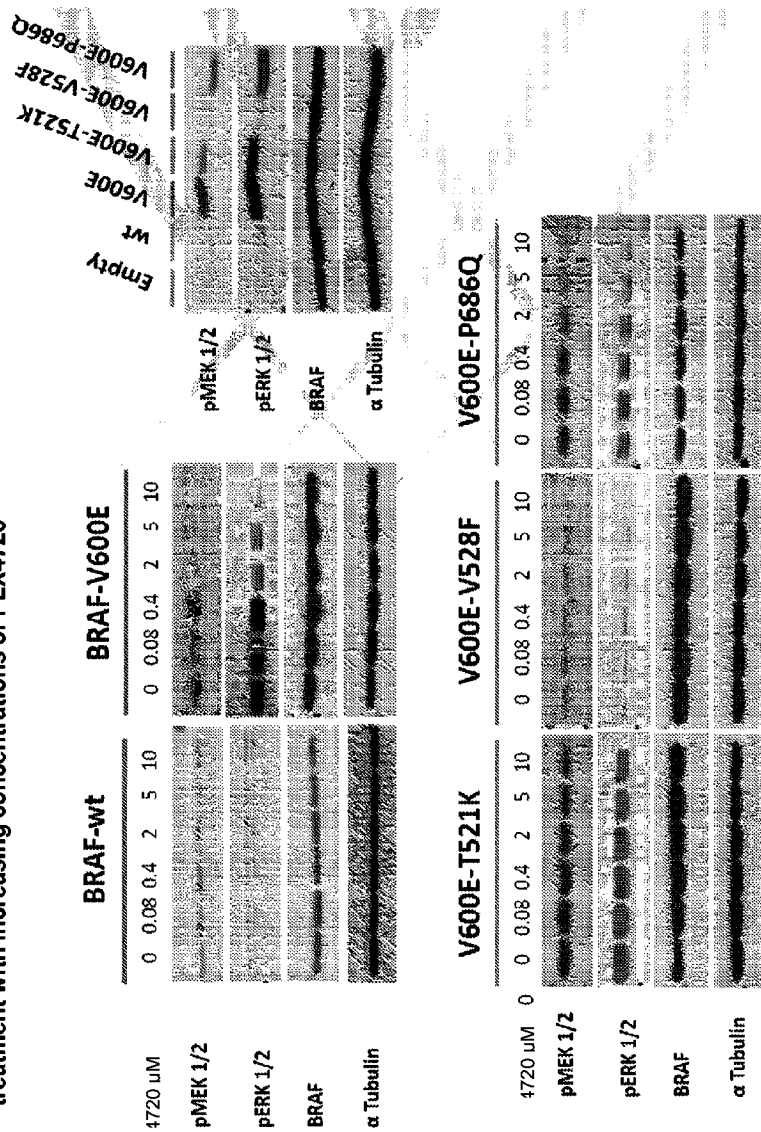 treatment with increasing concentrations of PLX4720
BRAF-wt BRAF-V600E
4720 uM 0 0.08 0.4 2 5 10 0 0.08 0.4 2 5 10
pMEK 1/2
pERK 1/2
BRAF
α Tubulin
Empty wt V600E V600E-T521K V600E-V528F V600E-P686Q
pMEK 1/2
pERK 1/2
BRAF
α Tubulin
V600E-T521K V600E-V528F V600E-P686Q
0
4720 uM 0 0.08 0.4 2 5 10 0 0.08 0.4 2 5 10 0 0.08 0.4 2 5 10
pMEK 1/2
pERK 1/2
BRAF
α Tubulin